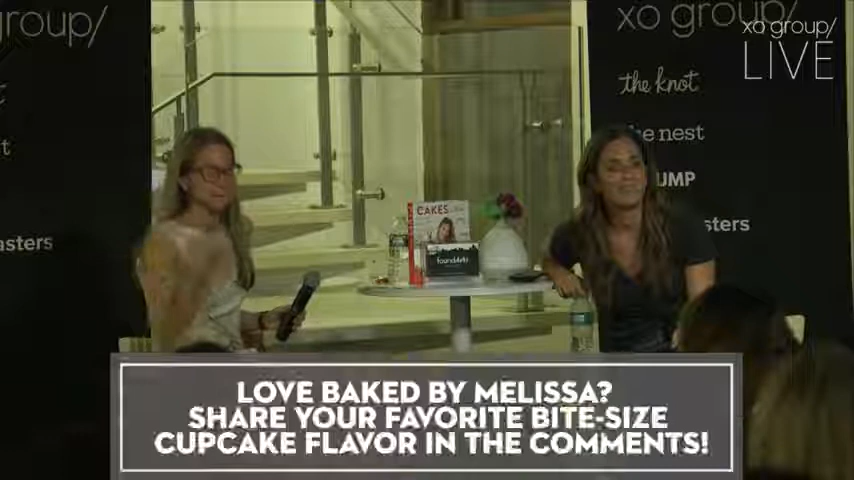 group/
xo group/
xo group/
LIVE
the knot
the nest
UMP
asters
sters
CAKES
LOVE BAKED BY MELISSA?
SHARE YOUR FAVORITE BITE-SIZE
CUPCAKE FLAVOR IN THE COMMENTS!